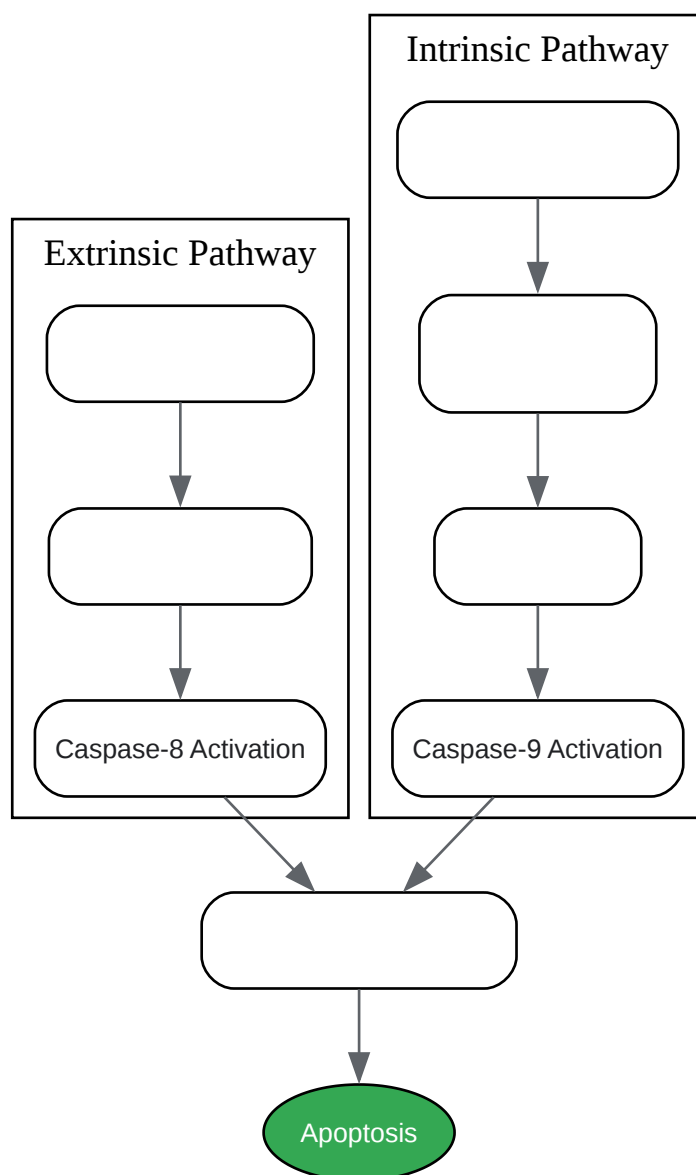 Intrinsic Pathway
Extrinsic Pathway
Caspase-8 Activation
Caspase-9 Activation
Apoptosis